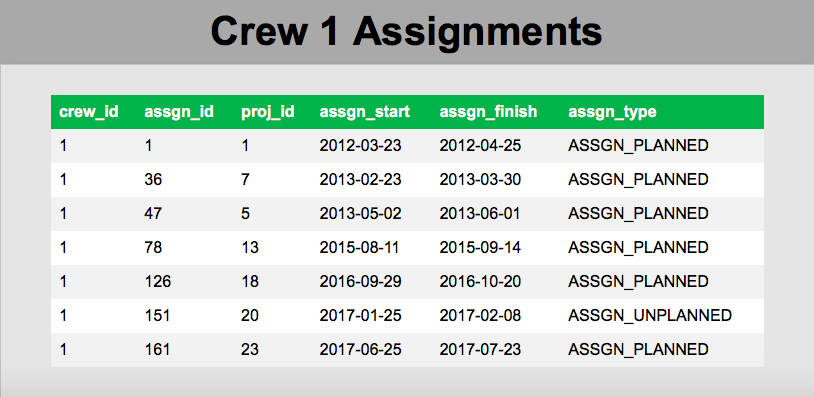 Crew 1 Assignments
crew_id assgn_id proj_id assgn_start assgn_finish assgn_type
1 1 1 2012-03-23 2012-04-25 ASSGN_PLANNED
1 36 7 2013-02-23 2013-03-30 ASSGN_PLANNED
1 47 5 2013-05-02 2013-06-01 ASSGN_PLANNED
1 78 13 2015-08-11 2015-09-14 ASSGN_PLANNED
1 126 18 2016-09-29 2016-10-20 ASSGN_PLANNED
1 151 20 2017-01-25 2017-02-08 ASSGN_UNPLANNED
1 161 23 2017-06-25 2017-07-23 ASSGN_PLANNED